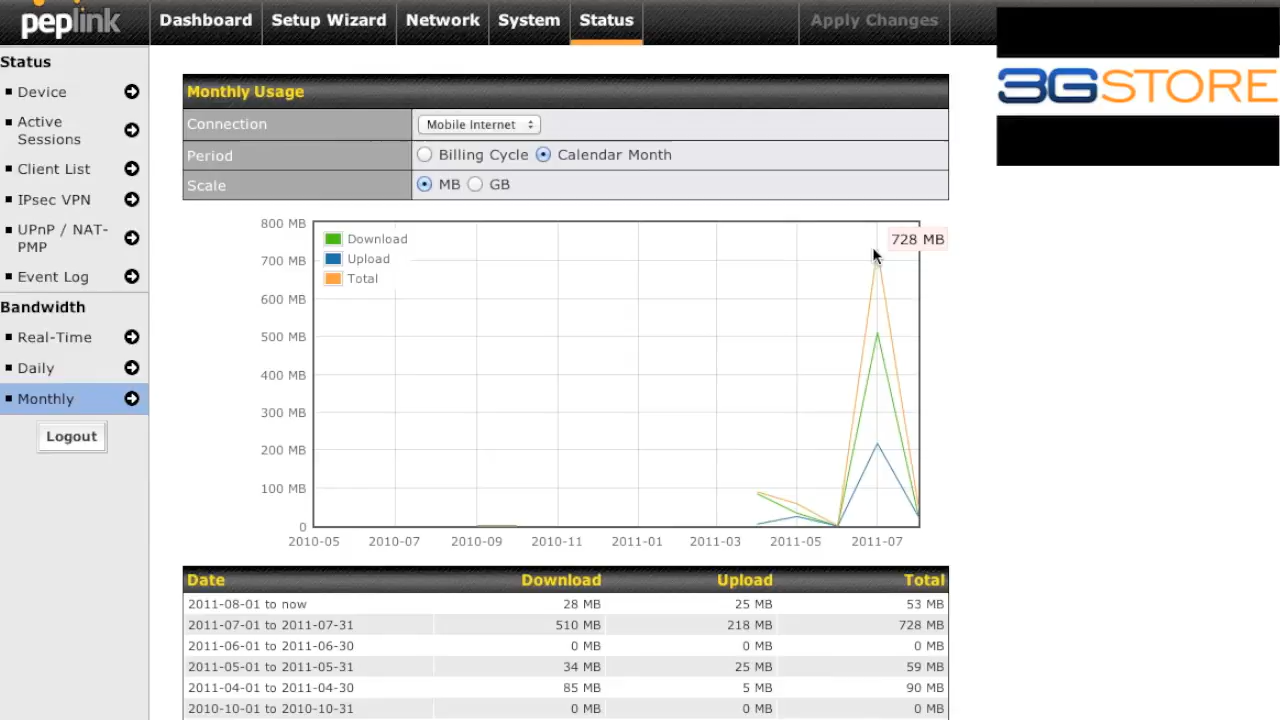 peplink
Dashboard
Setup Wizard
Network
System
Status
Apply Changes
3GSTORE
Status
Device
Active
Sessions
Client List
IPsec VPN
UPnP / NAT-
PMP
Event Log
Bandwidth
Real-Time
Daily
Monthly
Logout
Monthly Usage
Connection Mobile Internet
Period Billing Cycle Calendar Month
Scale MB GB
800 MB
700 MB
600 MB
500 MB
400 MB
300 MB
200 MB
100 MB
0
Download
Upload
Total
728 MB
2010-05 2010-07 2010-09 2010-11 2011-01 2011-03 2011-05 2011-07
Date Download Upload Total
2011-08-01 to now 28 MB 25 MB 53 MB
2011-07-01 to 2011-07-31 510 MB 218 MB 728 MB
2011-06-01 to 2011-06-30 0 MB 0 MB 0 MB
2011-05-01 to 2011-05-31 34 MB 25 MB 59 MB
2011-04-01 to 2011-04-30 85 MB 5 MB 90 MB
2010-10-01 to 2010-10-31 0 MB 0 MB 0 MB